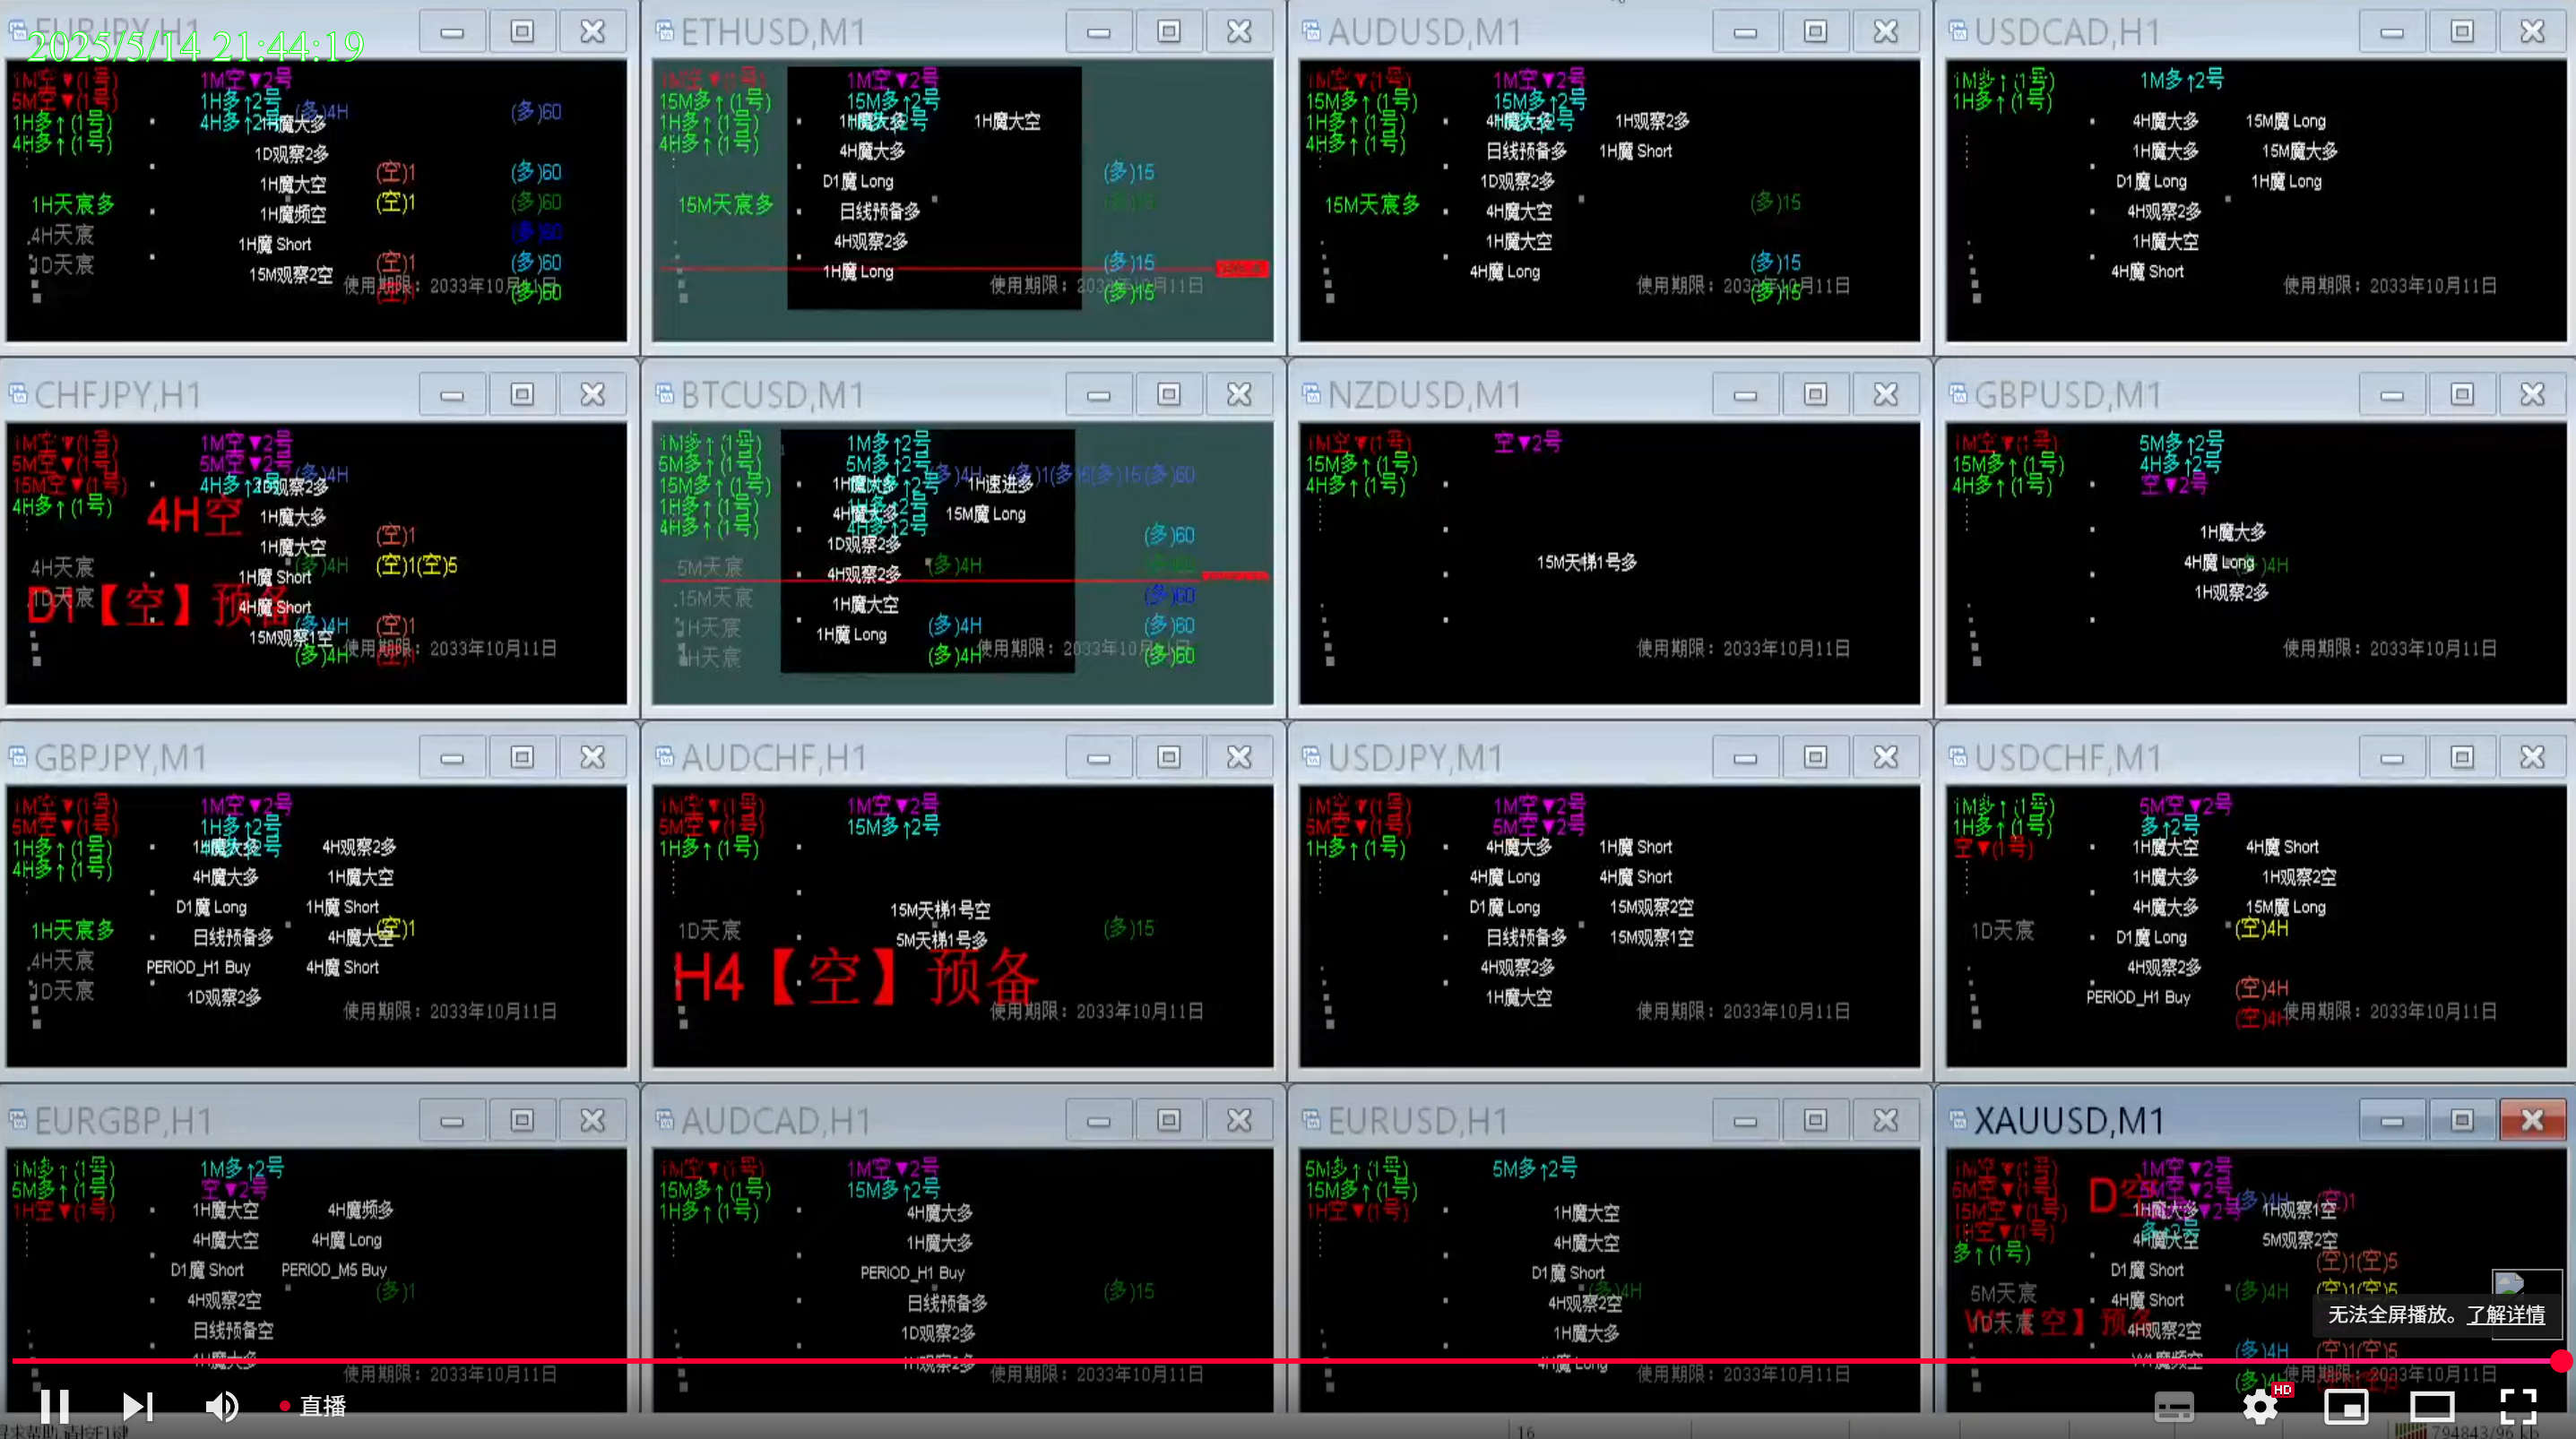 EURJPY,H1
2025/5/14 21:44:19
1M空▼(1号)
5M空▼(1号)
1H多↑(1号)
4H多↑(1号)
1M空▼2号
1H多↑2号
4H多↑2号
(多)4H
(多)60
1H魔大多
1D观察2多
1H魔大空
1H魔频空
1H魔 Short
15M观察2空
(空)1
(多)60
(空)1
(多)60
(多)60
(空)1
(多)60
(多)60
1H天宸多
4H天宸
1D天宸
使用期限：2033年10月11日
ETHUSD,M1
15M多↑(1号)
1H多↑(1号)
4H多↑(1号)
1M空▼2号
15M多↑2号
1H魔大多
1H魔大空
4H魔大多
D1魔 Long
日线预备多
4H观察2多
1H魔 Long
15M天宸多
(多)15
(多)15
(多)15
使用期限：2033年10月11日
AUDUSD,M1
1M空▼(1号)
15M多↑(1号)
1H多↑(1号)
4H多↑(1号)
1M空▼2号
15M多↑2号
4H魔大多
1H观察2多
日线预备多
1H魔 Short
1D观察2多
4H魔大空
1H魔大空
4H魔 Long
15M天宸多
(多)15
(多)15
(多)15
使用期限：2033年10月11日
USDCAD,H1
1M多↑(1号)
1H多↑(1号)
1M多↑2号
4H魔大多
15M魔 Long
1H魔大多
15M魔大多
D1魔 Long
1H魔 Long
4H观察2多
1H魔大空
4H魔 Short
使用期限：2033年10月11日
CHFJPY,H1
1M空▼(1号)
5M空▼(1号)
15M空▼(1号)
4H多↑(1号)
1M空▼2号
5M空▼2号
4H多↑2号
(多)4H
4H空
1D观察2多
1H魔大多
1H魔大空
1H魔 Short
4H魔 Short
15M观察1空
(空)1
(多)4H
(空)1(空)5
(多)4H
(空)1
(多)4H
4H天宸
1D天宸
D1【空】预备
使用期限：2033年10月11日
BTCUSD,M1
1M多↑(1号)
5M多↑(1号)
15M多↑(1号)
1H多↑(1号)
4H多↑(1号)
1M多↑2号
5M多↑2号
4H多↑2号
1H魔大多
1H速进多
4H魔大多
15M魔 Long
1D观察2多
4H观察2多
1H魔大空
1H魔 Long
(多)60
(多)4H
(多)60
(多)4H
(多)60
(多)4H
(多)60
5M天宸
15M天宸
1H天宸
使用期限：2033年10月11日
NZDUSD,M1
1M空▼(1号)
15M多↑(1号)
4H多↑(1号)
空▼2号
15M天梯1号多
使用期限：2033年10月11日
GBPUSD,M1
1M空▼(1号)
15M多↑(1号)
4H多↑(1号)
5M多↑2号
4H多↑2号
空▼2号
1H魔大多
4H魔 Long
1H观察2多
使用期限：2033年10月11日
GBPJPY,M1
1M空▼(1号)
5M空▼(1号)
1H多↑(1号)
4H多↑(1号)
1M空▼2号
1H多↑2号
1H魔大多
4H观察2多
4H魔大多
1H魔大空
D1魔 Long
1H魔 Short
日线预备多
4H魔大空
(空)1
PERIOD_H1 Buy
4H魔 Short
1D观察2多
1H天宸多
4H天宸
1D天宸
使用期限：2033年10月11日
AUDCHF,H1
1M空▼(1号)
5M空▼(1号)
1H多↑(1号)
1M空▼2号
15M多↑2号
15M天梯1号空
5M天梯1号多
1D天宸
(多)15
H4【空】预备
使用期限：2033年10月11日
USDJPY,M1
1M空▼(1号)
5M空▼(1号)
1H多↑(1号)
1M空▼2号
5M空▼2号
4H魔大多
1H魔 Short
4H魔 Long
4H魔 Short
D1魔 Long
15M观察2空
日线预备多
15M观察1空
4H观察2多
1H魔大空
使用期限：2033年10月11日
USDCHF,M1
1M多↑(1号)
1H多↑(1号)
空▼(1号)
5M空▼2号
多↑2号
1H魔大空
4H魔 Short
1H魔大多
1H观察2空
4H魔大多
15M魔 Long
D1魔 Long
(空)4H
4H观察2多
PERIOD_H1 Buy
(空)4H
(空)4H
1D天宸
使用期限：2033年10月11日
EURGBP,H1
1M多↑(1号)
5M多↑(1号)
1H空▼(1号)
1M多↑2号
空▼2号
1H魔大空
4H魔频多
4H魔大空
4H魔 Long
D1魔 Short
PERIOD_M5 Buy
4H观察2空
(多)1
日线预备空
1H魔大多
使用期限：2033年10月11日
AUDCAD,H1
1M空▼(1号)
15M多↑(1号)
1H多↑(1号)
1M空▼2号
15M多↑2号
4H魔大多
1H魔大多
PERIOD_H1 Buy
日线预备多
1D观察2多
1H观察2多
(多)15
使用期限：2033年10月11日
EURUSD,H1
5M多↑(1号)
15M多↑(1号)
1H空▼(1号)
5M多↑2号
1H魔大空
4H魔大空
D1魔 Short
(多)4H
4H观察2空
1H魔大多
4H魔 Long
使用期限：2033年10月11日
XAUUSD,M1
1M空▼(1号)
5M空▼(1号)
15M空▼(1号)
1H空▼(1号)
多↑(1号)
1M空▼2号
5M空▼2号
D空
(多)4H
(空)1
1H魔大多
1H观察1空
多↑2号
4H魔大空
5M观察2空
D1魔 Short
(空)1(空)5
4H魔 Short
(多)4H
(空)1(空)5
4H观察2空
5M天宸
1D天宸
(多)4H
(空)1(空)5
使用期限：2033年10月11日
无法全屏播放。了解详情
直播
HD
16
794843/96 kb